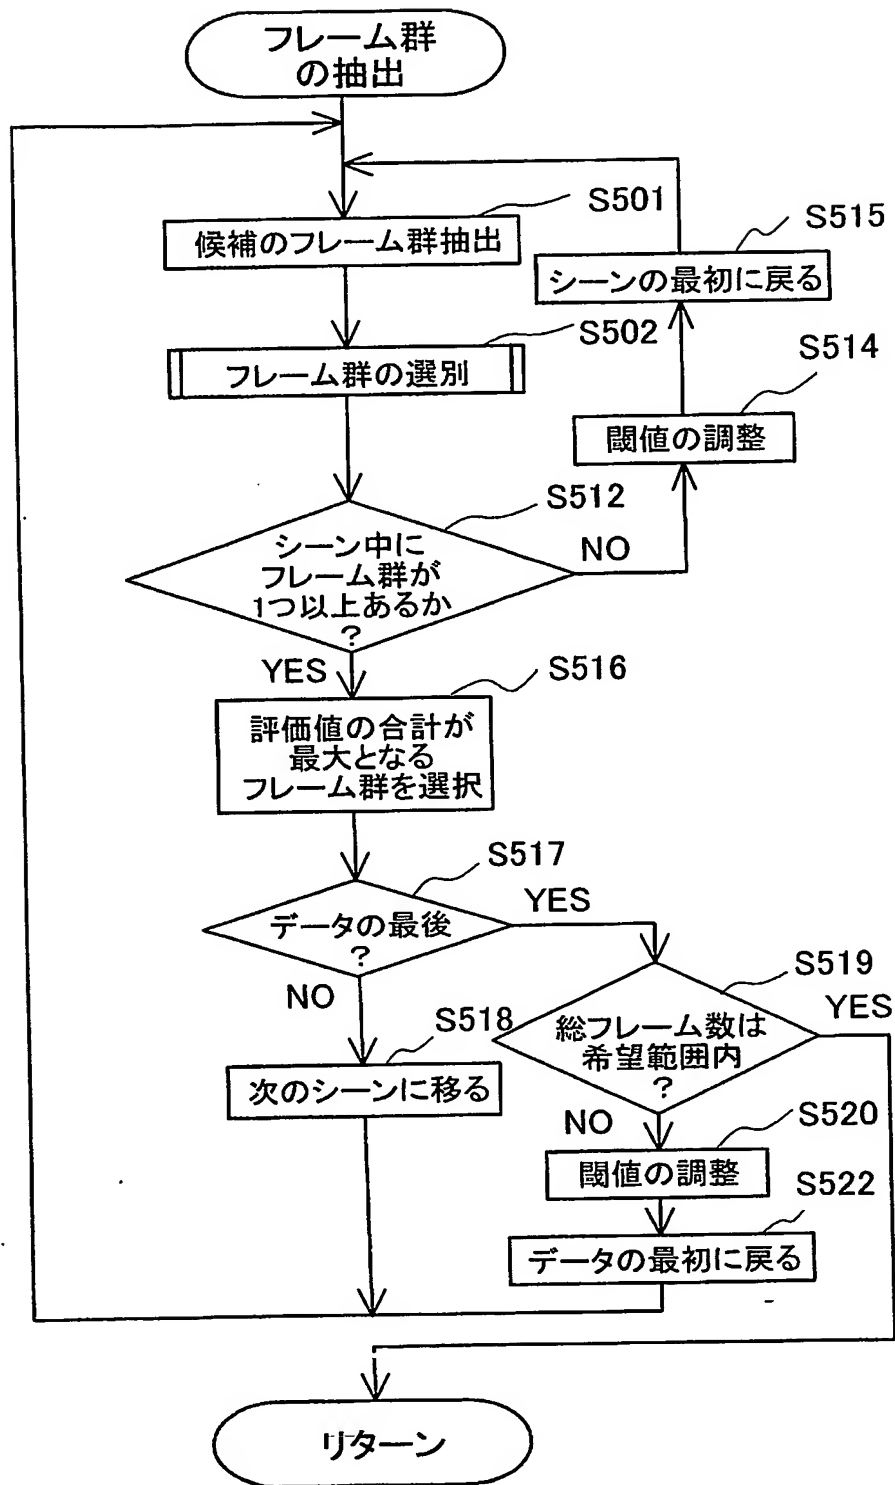 フレーム群
の抽出
S501
候補のフレーム群抽出
S515
シーンの最初に戻る
S502
フレーム群の選別
S514
閾値の調整
S512
シーン中に
フレーム群が
1つ以上あるか
?
NO
YES
S516
評価値の合計が
最大となる
フレーム群を選択
S517
データの最後
?
YES
NO
S519
総フレーム数は
希望範囲内
?
YES
S518
次のシーンに移る
NO
S520
閾値の調整
S522
データの最初に戻る
リターン